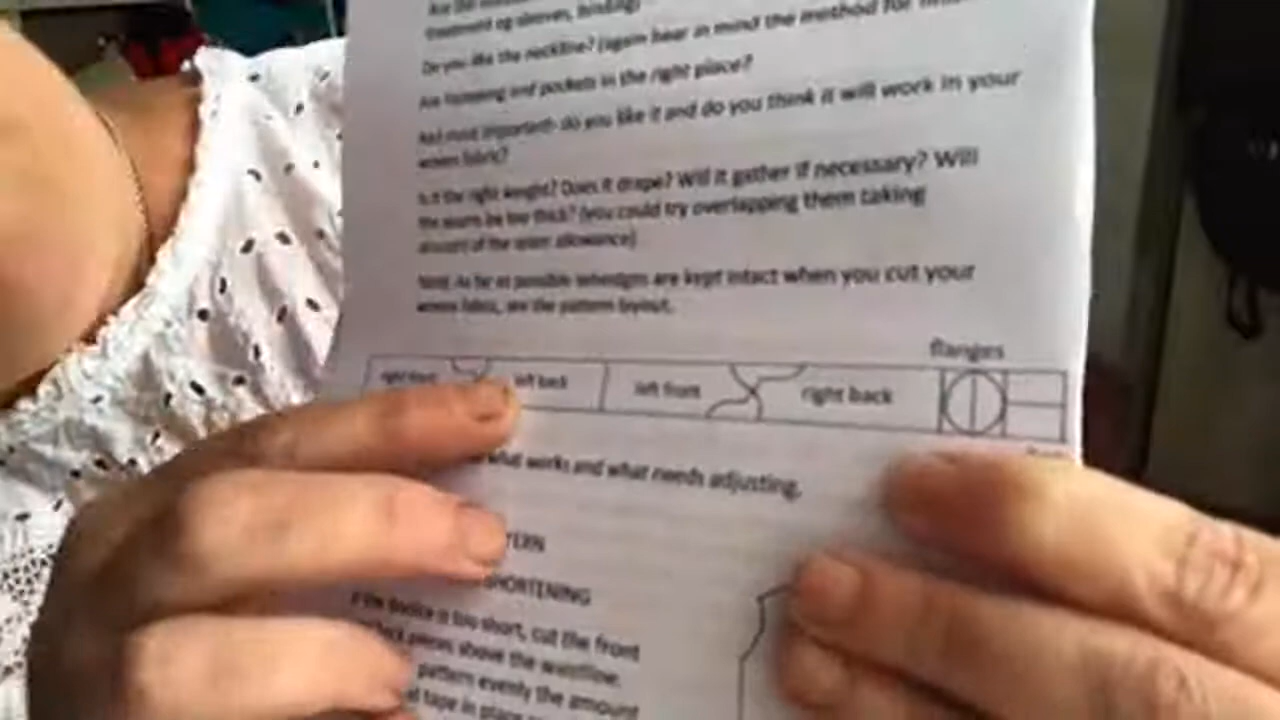 treatment eg sleeves, binding)
Do you like the neckline? (again bear in mind the method for
Are fastening and pockets in the right place?
And most important- do you like it and do you think it will work in your
woven fabric?
Is it the right weight? Does it drape? Will it gather if necessary? Will
the seams be too thick? (you could try overlapping them taking
account of the seam allowance)
Note: As far as possible selvedges are kept intact when you cut your
woven fabric, see the pattern layout.
flanges
right front left back left front right back
what works and what needs adjusting,
SHORTENING
If the bodice is too short, cut the front
pieces above the waistline.
pattern evenly the amount
tape in place